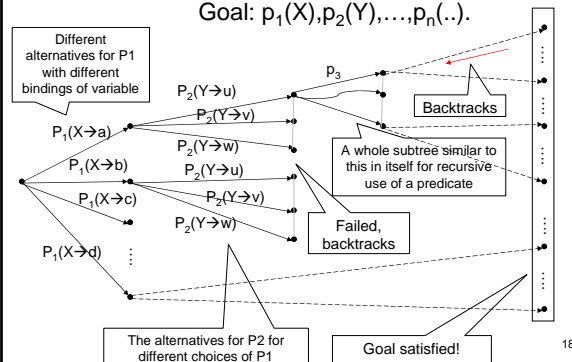 Goal: p₁(X),p₂(Y),…,pₙ(..).
Different
alternatives for P1
with different
bindings of variable
p₃
P₂(Y→u)
P₂(Y→v)
P₂(Y→w)
Backtracks
P₁(X→a)
A whole subtree similar to
this in itself for recursive
use of a predicate
P₁(X→b)
P₂(Y→u)
P₁(X→c)
P₂(Y→v)
P₂(Y→w)
Failed,
backtracks
P₁(X→d)
The alternatives for P2 for
different choices of P1
Goal satisfied!
18